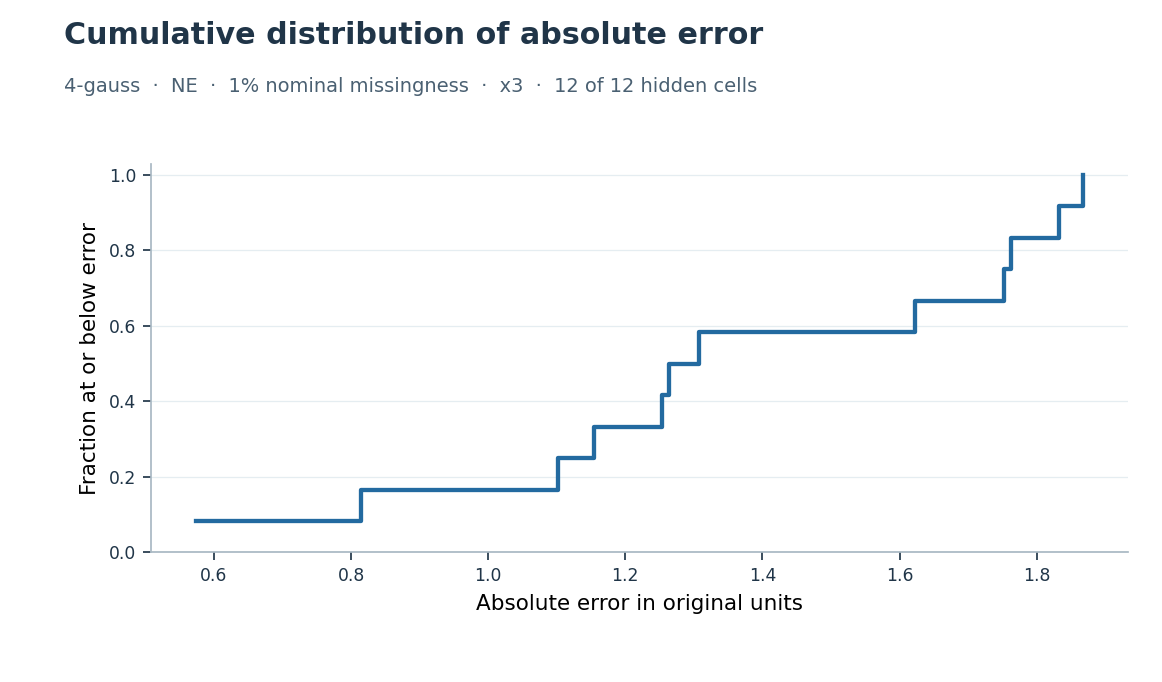 Cumulative distribution of absolute error
4-gauss · NE · 1% nominal missingness · x3 · 12 of 12 hidden cells
Fraction at or below error
1.0
0.8
0.6
0.4
0.2
0.0
0.6 0.8 1.0 1.2 1.4 1.6 1.8
Absolute error in original units